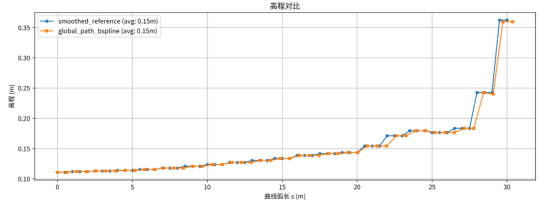 高程对比
smoothed_reference (avg: 0.15m)
global_path_bspline (avg: 0.15m)
高程 (m)
0.35
0.30
0.25
0.20
0.15
0.10
0 5 10 15 20 25 30
曲线弧长 s (m)